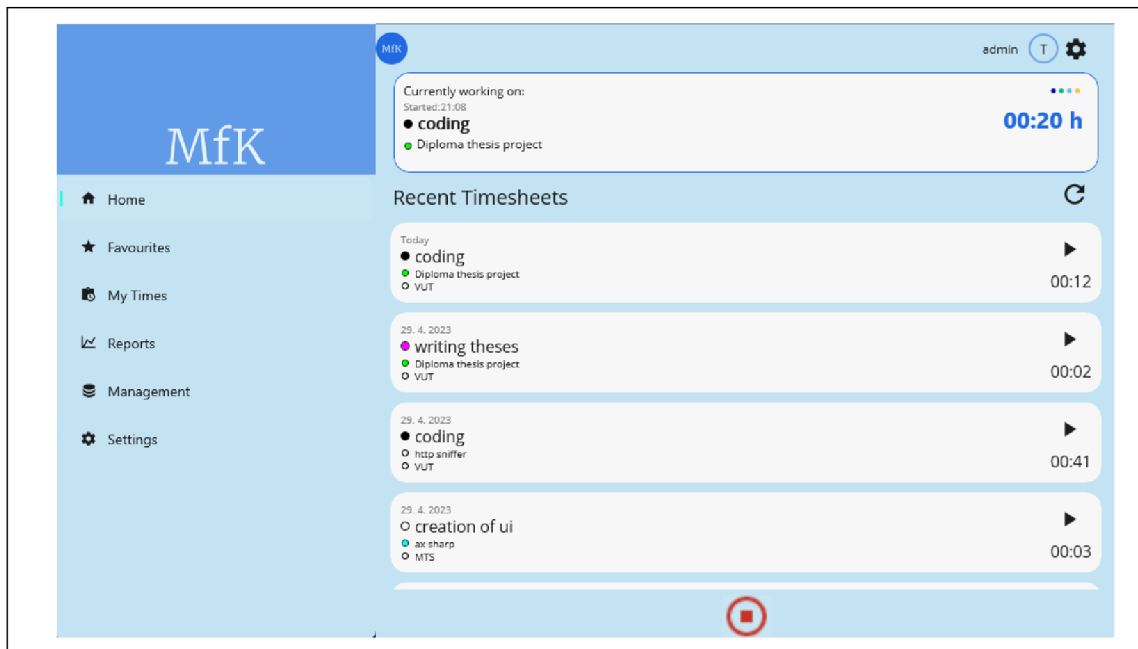 MfK
Home
Favourites
My Times
Reports
Management
Settings
MfK
admin T
Currently working on:
Started:21:08
coding
Diploma thesis project
00:20 h
Recent Timesheets
Today
coding
Diploma thesis project
VUT
00:12
29. 4. 2023
writing theses
Diploma thesis project
VUT
00:02
29. 4. 2023
coding
http sniffer
VUT
00:41
29. 4. 2023
creation of ui
ax sharp
MTS
00:03